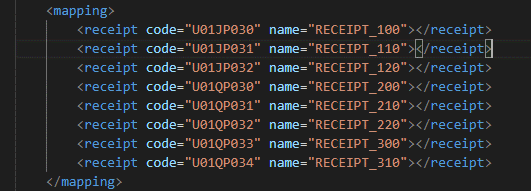 <mapping>
<receipt code="U01JP030" name="RECEIPT_100"></receipt>
<receipt code="U01JP031" name="RECEIPT_110"></receipt>
<receipt code="U01JP032" name="RECEIPT_120"></receipt>
<receipt code="U01QP030" name="RECEIPT_200"></receipt>
<receipt code="U01QP031" name="RECEIPT_210"></receipt>
<receipt code="U01QP032" name="RECEIPT_220"></receipt>
<receipt code="U01QP033" name="RECEIPT_300"></receipt>
<receipt code="U01QP034" name="RECEIPT_310"></receipt>
</mapping>